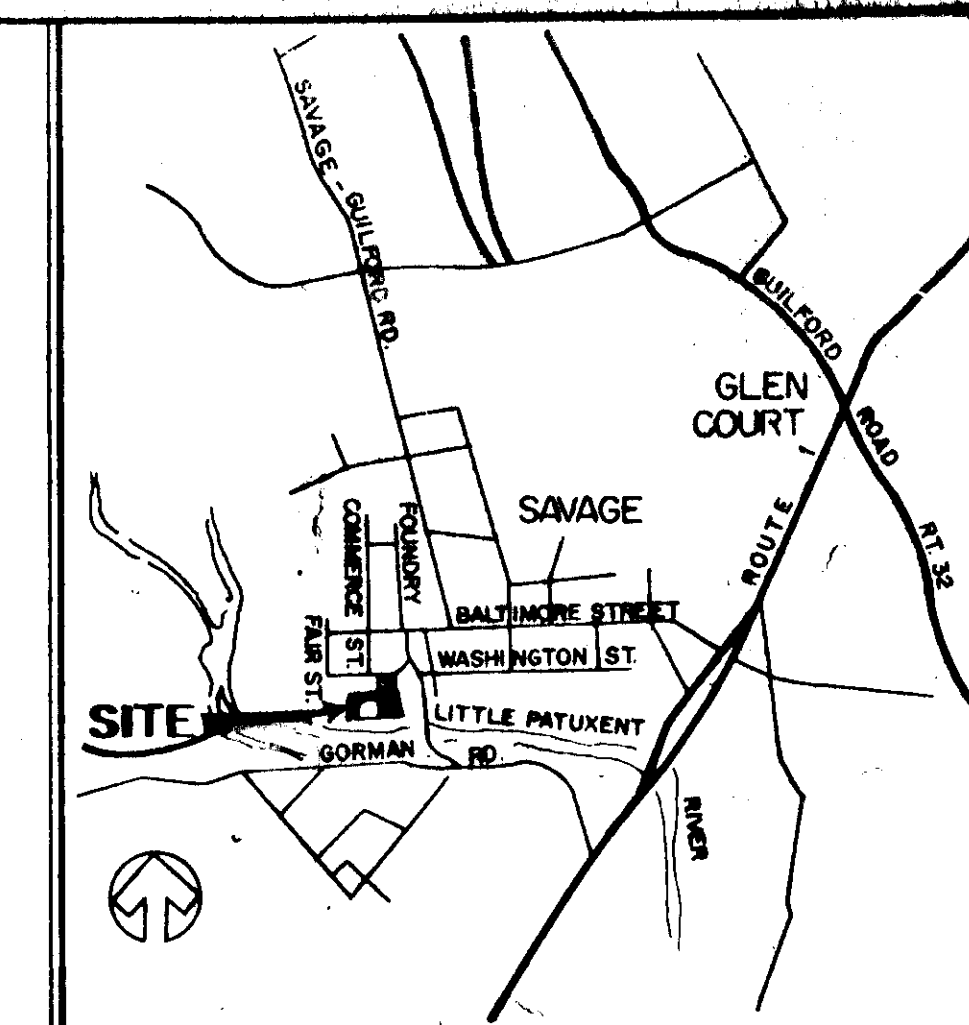 SAVAGE - GUILFORD RD.
GUILFORD
ROAD
RT. 32
GLEN
COURT
ROUTE 1
SAVAGE
FOUNDRY
COMMERCE ST.
FAIR ST.
BALTIMORE STREET
WASHINGTON ST.
SITE
LITTLE PATUXENT
RIVER
GORMAN RD.